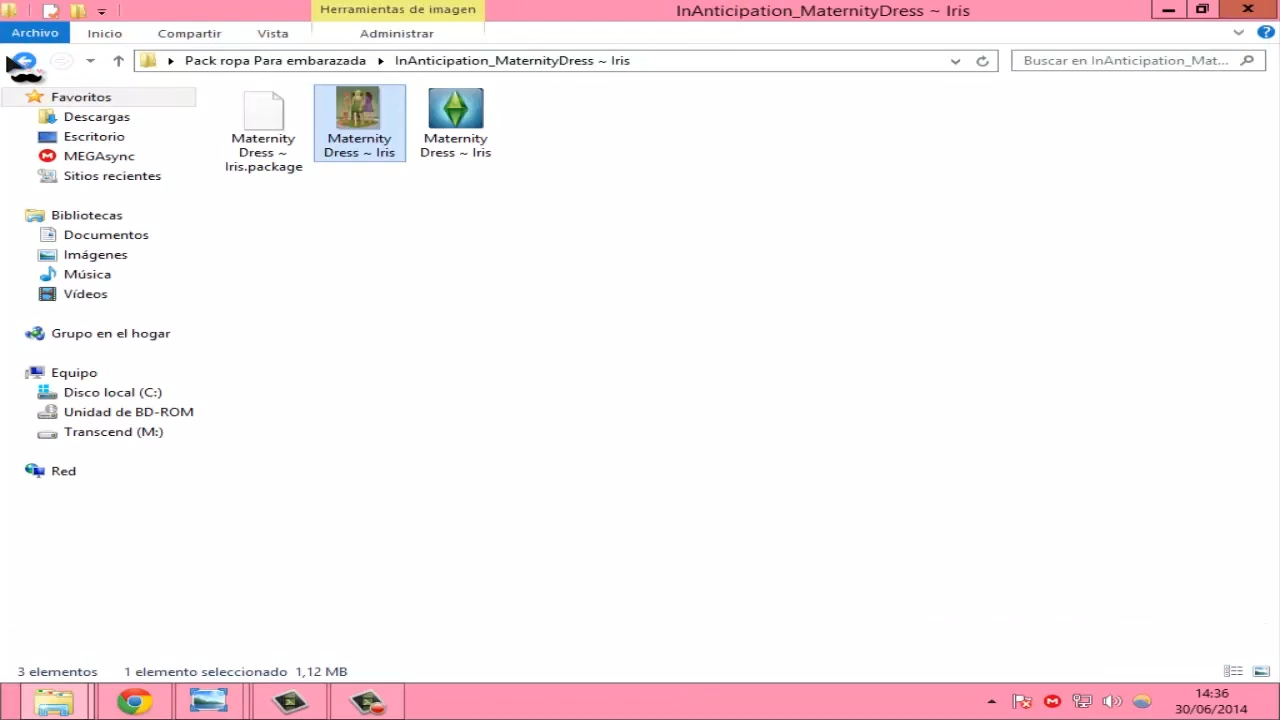 Herramientas de imagen
InAnticipation_MaternityDress ~ Iris
Archivo Inicio Compartir Vista Administrar
Pack ropa Para embarazada InAnticipation_MaternityDress ~ Iris
Buscar en InAnticipation_Mat...
Favoritos
Descargas
Escritorio
MEGAsync
Sitios recientes
Bibliotecas
Documentos
Imágenes
Música
Vídeos
Grupo en el hogar
Equipo
Disco local (C:)
Unidad de BD-ROM
Transcend (M:)
Red
Maternity
Dress ~
Iris.package
Maternity
Dress ~ Iris
Maternity
Dress ~ Iris
3 elementos 1 elemento seleccionado 1,12 MB
14:36
30/06/2014